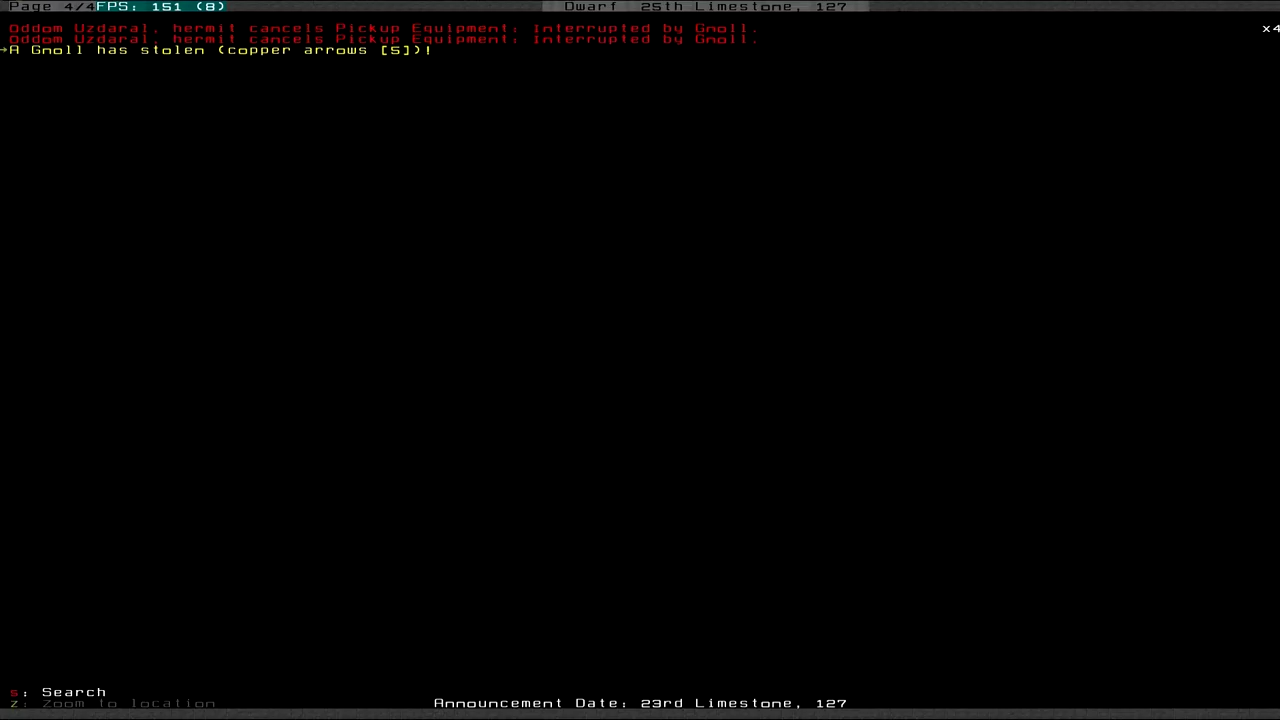 Page 4/4 FPS: 151 (8) Dwarf 25th Limestone, 127
Oddom Uzdaral, hermit cancels Pickup Equipment: Interrupted by Gnoll. x4
Oddom Uzdaral, hermit cancels Pickup Equipment: Interrupted by Gnoll.
A Gnoll has stolen (copper arrows [5])!
s: Search
z: Zoom to location Announcement Date: 23rd Limestone, 127